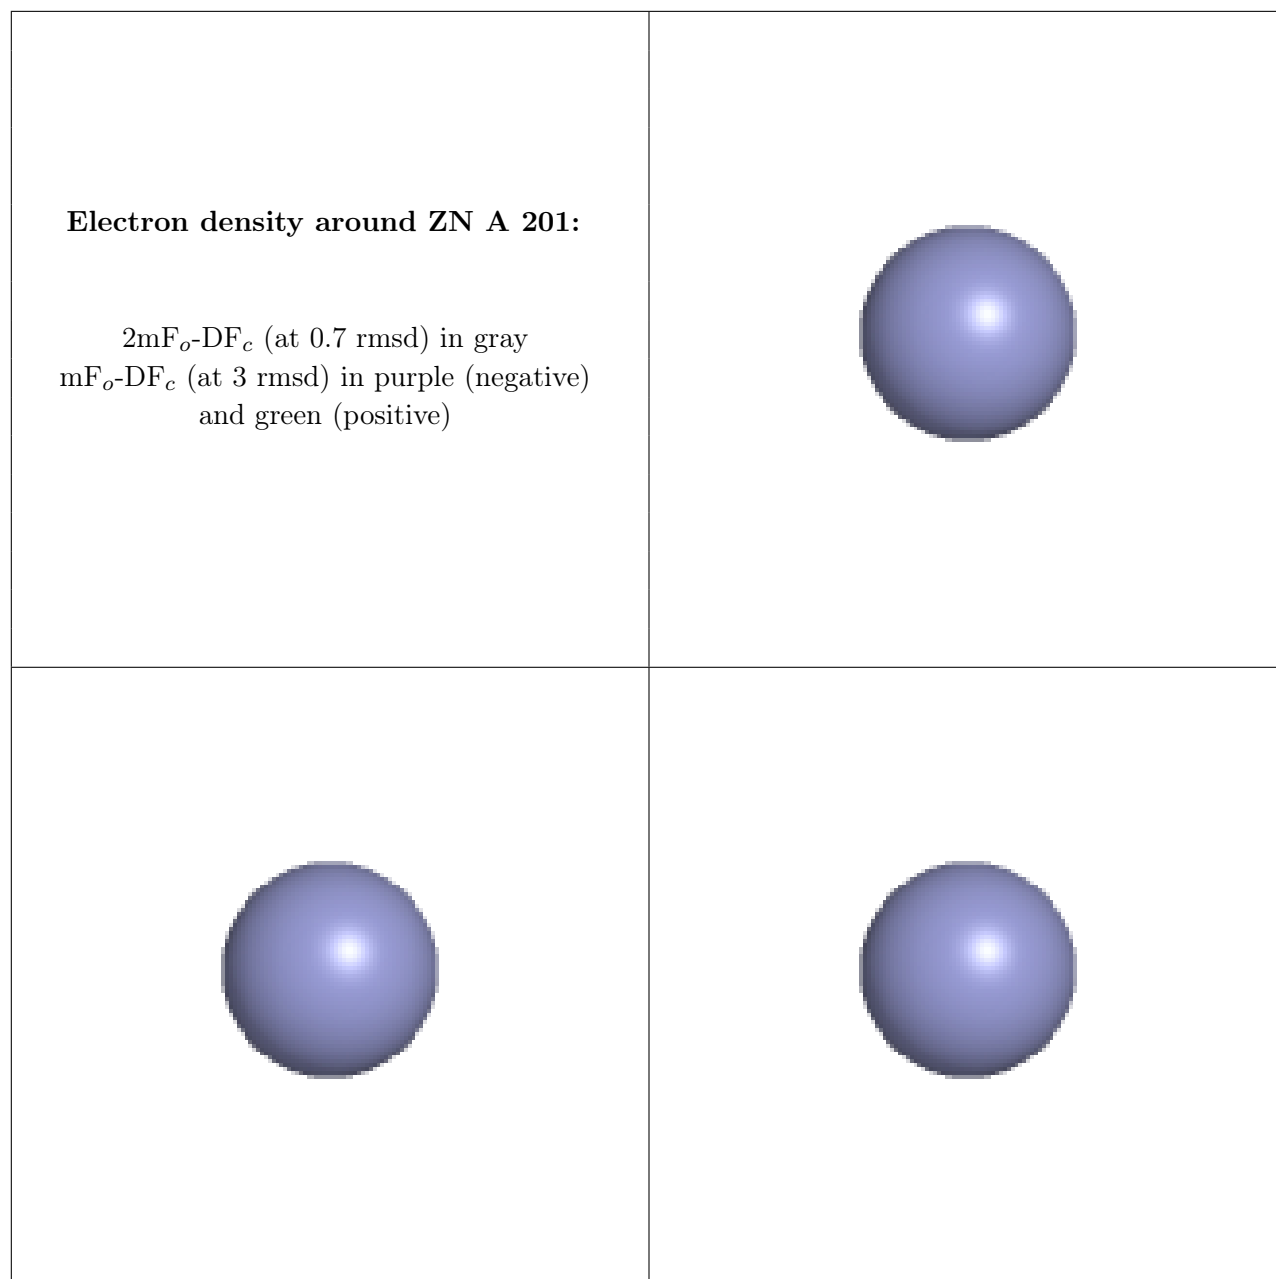 Electron density around ZN A 201:
2mFₒ-DF𝑐 (at 0.7 rmsd) in gray
mFₒ-DF𝑐 (at 3 rmsd) in purple (negative)
and green (positive)